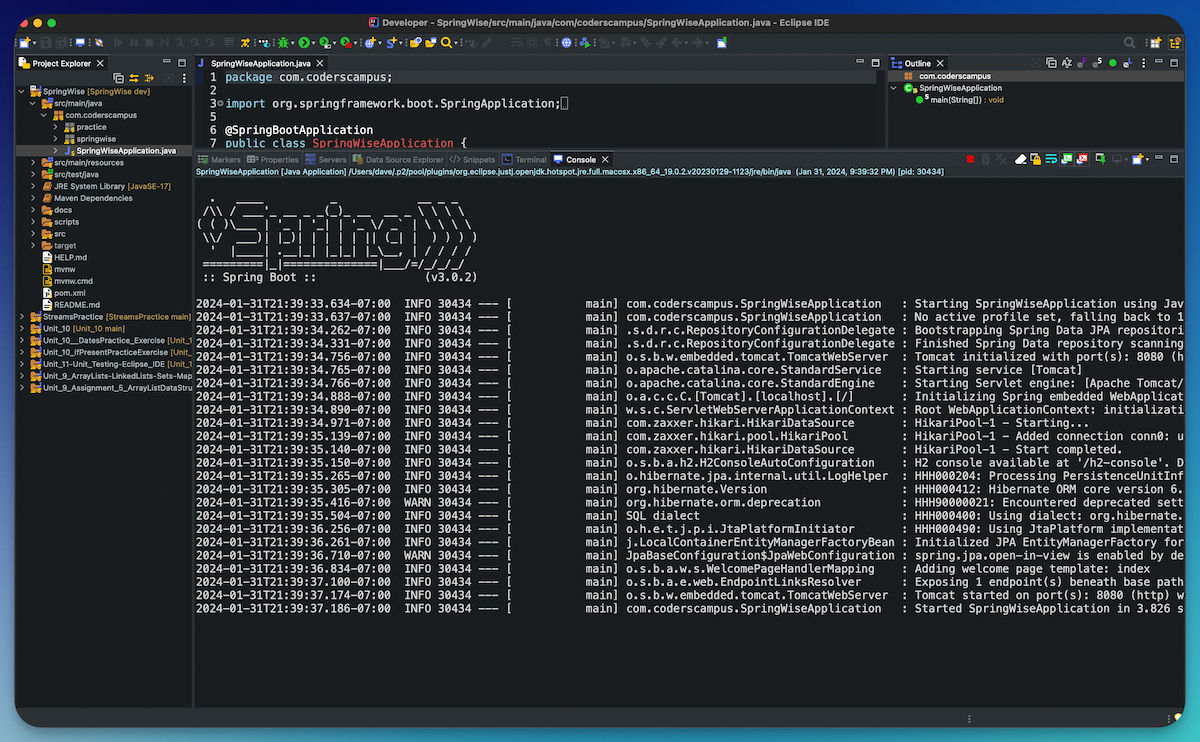 Developer - SpringWise/src/main/java/com/coderscampus/SpringWiseApplication.java - Eclipse IDE
Project Explorer
SpringWise [SpringWise dev]
src/main/java
com.coderscampus
practice
springwise
SpringWiseApplication.java
src/main/resources
src/test/java
JRE System Library [JavaSE-17]
Maven Dependencies
docs
scripts
src
target
HELP.md
mvnw
mvnw.cmd
pom.xml
README.md
StreamsPractice [StreamsPractice main]
Unit_10 [Unit_10 main]
Unit_10__DatesPractice_Exercise [Unit_1
Unit_10_ifPresentPracticeExercise [Unit_
Unit_11-Unit_Testing-Eclipse_IDE [Unit_1
Unit_9_ArrayLists-LinkedLists-Sets-Map
Unit_9_Assignment_5_ArrayListDataStru
SpringWiseApplication.java
1 package com.coderscampus;
2
3 import org.springframework.boot.SpringApplication;
5
6 @SpringBootApplication
7 public class SpringWiseApplication {
Outline
com.coderscampus
SpringWiseApplication
main(String[]) : void
Markers Properties Servers Data Source Explorer Snippets Terminal Console
SpringWiseApplication [Java Application] /Users/dave/.p2/pool/plugins/org.eclipse.justj.openjdk.hotspot.jre.full.macosx.x86_64_19.0.2.v20230129-1123/jre/bin/java (Jan 31, 2024, 9:39:32 PM) [pid: 30434]
Spring
:: Spring Boot :: (v3.0.2)
2024-01-31T21:39:33.634-07:00 INFO 30434 --- [ main] com.coderscampus.SpringWiseApplication : Starting SpringWiseApplication using Jav
2024-01-31T21:39:33.637-07:00 INFO 30434 --- [ main] com.coderscampus.SpringWiseApplication : No active profile set, falling back to 1
2024-01-31T21:39:34.262-07:00 INFO 30434 --- [ main] .s.d.r.c.RepositoryConfigurationDelegate : Bootstrapping Spring Data JPA repositori
2024-01-31T21:39:34.331-07:00 INFO 30434 --- [ main] .s.d.r.c.RepositoryConfigurationDelegate : Finished Spring Data repository scanning
2024-01-31T21:39:34.756-07:00 INFO 30434 --- [ main] o.s.b.w.embedded.tomcat.TomcatWebServer : Tomcat initialized with port(s): 8080 (h
2024-01-31T21:39:34.765-07:00 INFO 30434 --- [ main] o.apache.catalina.core.StandardService : Starting service [Tomcat]
2024-01-31T21:39:34.766-07:00 INFO 30434 --- [ main] o.apache.catalina.core.StandardEngine : Starting Servlet engine: [Apache Tomcat/
2024-01-31T21:39:34.888-07:00 INFO 30434 --- [ main] o.a.c.c.C.[Tomcat].[localhost].[/] : Initializing Spring embedded WebApplicat
2024-01-31T21:39:34.890-07:00 INFO 30434 --- [ main] w.s.c.ServletWebServerApplicationContext : Root WebApplicationContext: initializati
2024-01-31T21:39:34.971-07:00 INFO 30434 --- [ main] com.zaxxer.hikari.HikariDataSource : HikariPool-1 - Starting...
2024-01-31T21:39:35.139-07:00 INFO 30434 --- [ main] com.zaxxer.hikari.pool.HikariPool : HikariPool-1 - Added connection conn0: u
2024-01-31T21:39:35.140-07:00 INFO 30434 --- [ main] com.zaxxer.hikari.HikariDataSource : HikariPool-1 - Start completed.
2024-01-31T21:39:35.150-07:00 INFO 30434 --- [ main] o.s.b.a.h2.H2ConsoleAutoConfiguration : H2 console available at '/h2-console'. D
2024-01-31T21:39:35.265-07:00 INFO 30434 --- [ main] o.hibernate.jpa.internal.util.LogHelper : HHH000204: Processing PersistenceUnitInf
2024-01-31T21:39:35.305-07:00 INFO 30434 --- [ main] org.hibernate.Version : HHH000412: Hibernate ORM core version 6.
2024-01-31T21:39:35.416-07:00 WARN 30434 --- [ main] org.hibernate.orm.deprecation : HHH90000021: Encountered deprecated sett
2024-01-31T21:39:35.504-07:00 INFO 30434 --- [ main] SQL dialect : HHH000400: Using dialect: org.hibernate.
2024-01-31T21:39:36.256-07:00 INFO 30434 --- [ main] o.h.e.t.j.p.i.JtaPlatformInitiator : HHH000490: Using JtaPlatform implementat
2024-01-31T21:39:36.261-07:00 INFO 30434 --- [ main] j.LocalContainerEntityManagerFactoryBean : Initialized JPA EntityManagerFactory for
2024-01-31T21:39:36.710-07:00 WARN 30434 --- [ main] JpaBaseConfiguration$JpaWebConfiguration : spring.jpa.open-in-view is enabled by de
2024-01-31T21:39:36.834-07:00 INFO 30434 --- [ main] o.s.b.a.w.s.WelcomePageHandlerMapping : Adding welcome page template: index
2024-01-31T21:39:37.100-07:00 INFO 30434 --- [ main] o.s.b.a.e.web.EndpointLinksResolver : Exposing 1 endpoint(s) beneath base path
2024-01-31T21:39:37.174-07:00 INFO 30434 --- [ main] o.s.b.w.embedded.tomcat.TomcatWebServer : Tomcat started on port(s): 8080 (http) w
2024-01-31T21:39:37.186-07:00 INFO 30434 --- [ main] com.coderscampus.SpringWiseApplication : Started SpringWiseApplication in 3.826 s